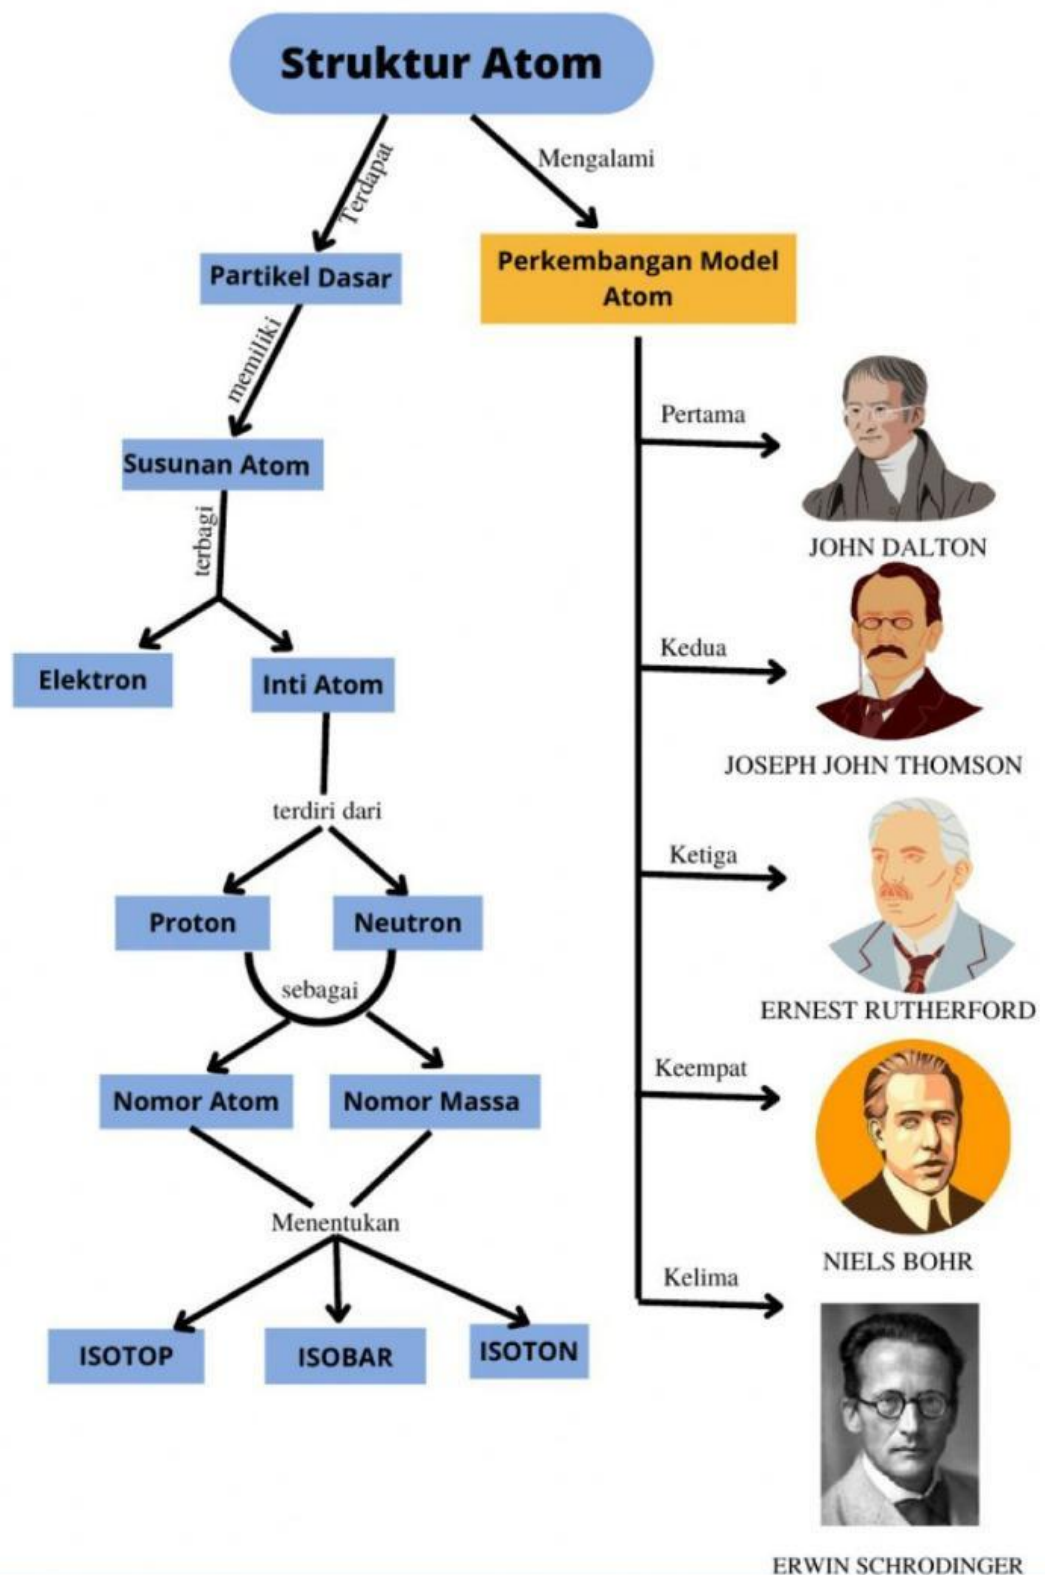 Struktur Atom
Terdapat
Mengalami
Partikel Dasar
Perkembangan Model
Atom
memiliki
Susunan Atom
terbagi
Elektron
Inti Atom
terdiri dari
Proton
Neutron
sebagai
Nomor Atom
Nomor Massa
Menentukan
ISOTOP
ISOBAR
ISOTON
Pertama
JOHN DALTON
Kedua
JOSEPH JOHN THOMSON
Ketiga
ERNEST RUTHERFORD
Keempat
NIELS BOHR
Kelima
ERWIN SCHRODINGER